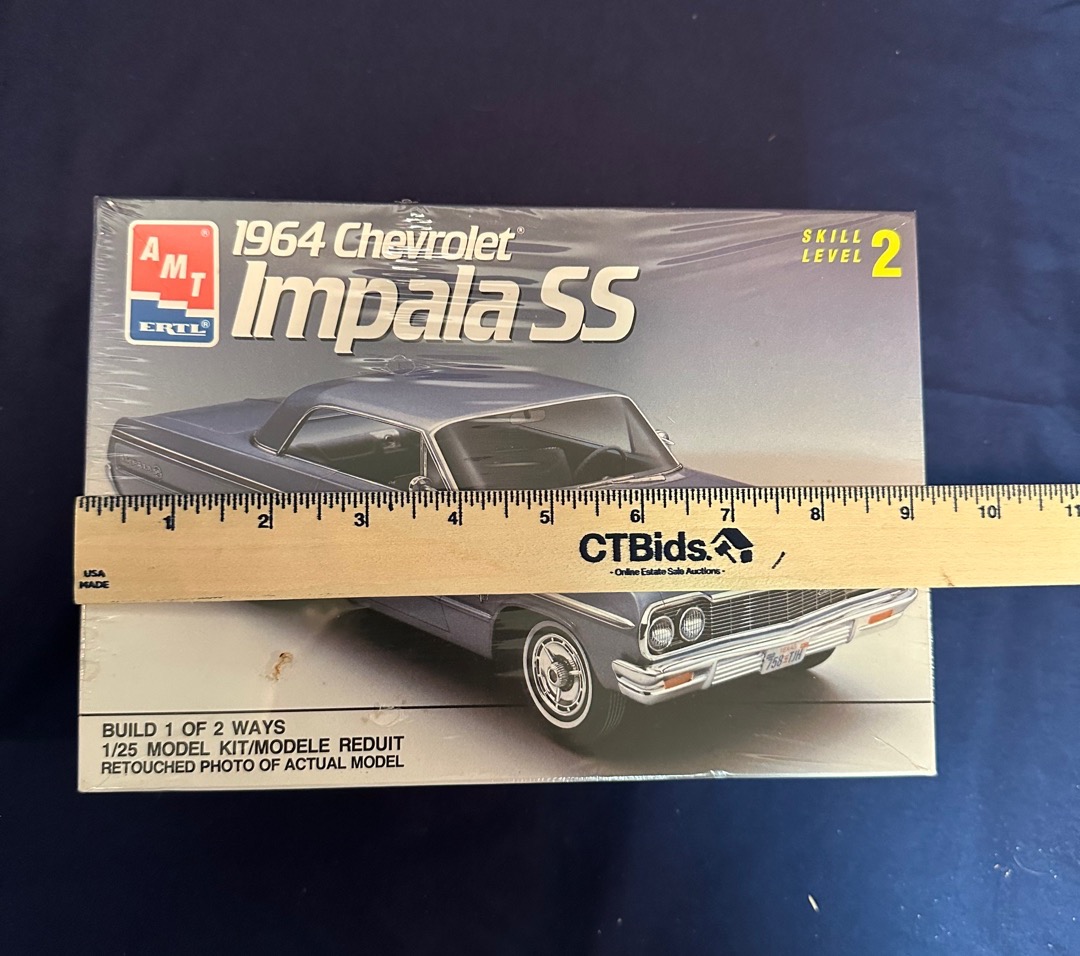 AMT
ERTL®
1964 Chevrolet®
Impala SS
SKILL
LEVEL 2
1 2 3 4 5 6 7 8 9 10 11
CTBids.
- Online Estate Sale Auctions -
USA
MADE
BUILD 1 OF 2 WAYS
1/25 MODEL KIT/MODELE REDUIT
RETOUCHED PHOTO OF ACTUAL MODEL